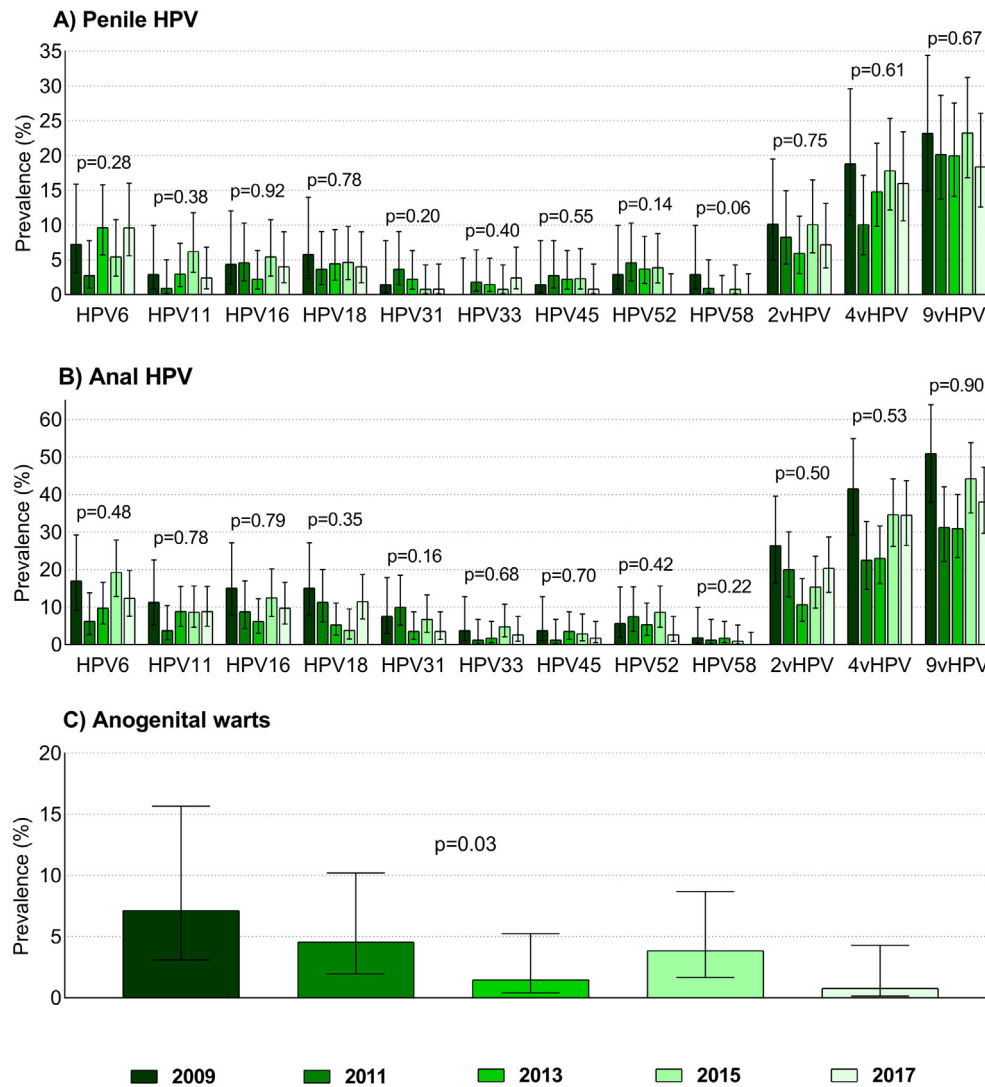 A) Penile HPV
35
30
25
20
15
10
5
0
Prevalence (%)
p=0.28
p=0.38
p=0.92
p=0.78
p=0.20
p=0.40
p=0.55
p=0.14
p=0.06
p=0.75
p=0.61
p=0.67
HPV6 HPV11 HPV16 HPV18 HPV31 HPV33 HPV45 HPV52 HPV58 2vHPV 4vHPV 9vHPV
B) Anal HPV
60
50
40
30
20
10
0
Prevalence (%)
p=0.48
p=0.78
p=0.79
p=0.35
p=0.16
p=0.68
p=0.70
p=0.42
p=0.22
p=0.50
p=0.53
p=0.90
HPV6 HPV11 HPV16 HPV18 HPV31 HPV33 HPV45 HPV52 HPV58 2vHPV 4vHPV 9vHPV
C) Anogenital warts
20
15
10
5
0
Prevalence (%)
p=0.03
2009 2011 2013 2015 2017